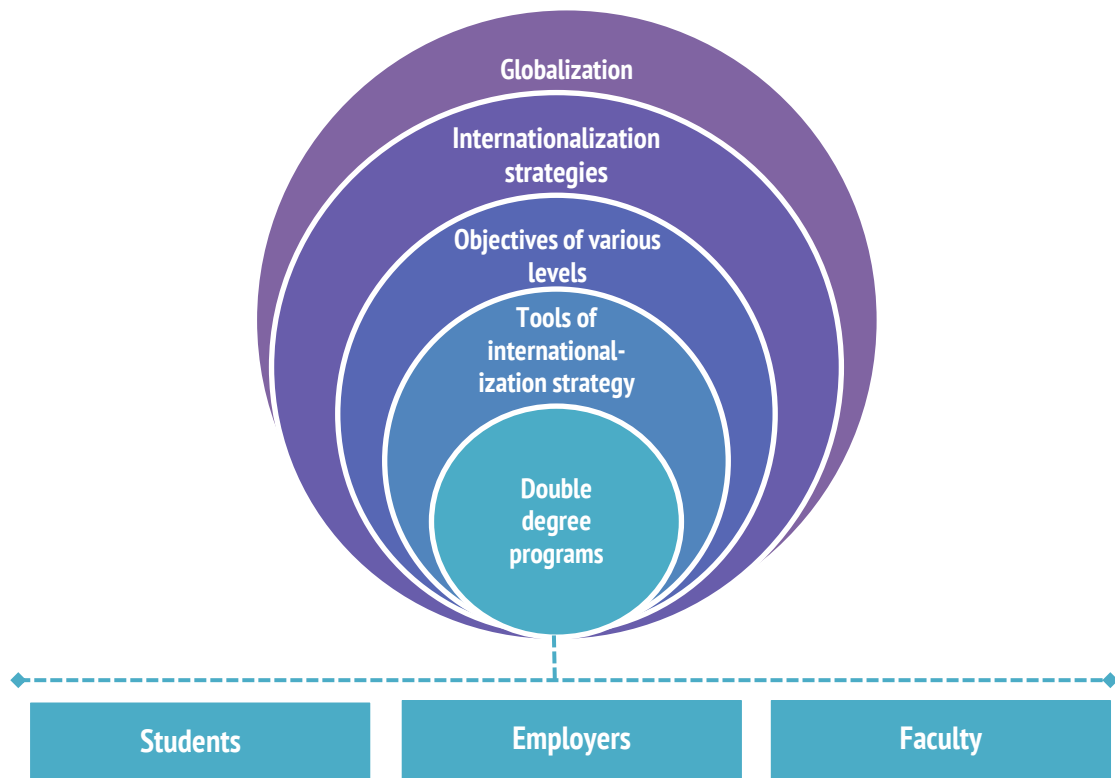 Globalization
Internationalization
strategies
Objectives of various
levels
Tools of
international-
ization strategy
Double
degree
programs
Students
Employers
Faculty